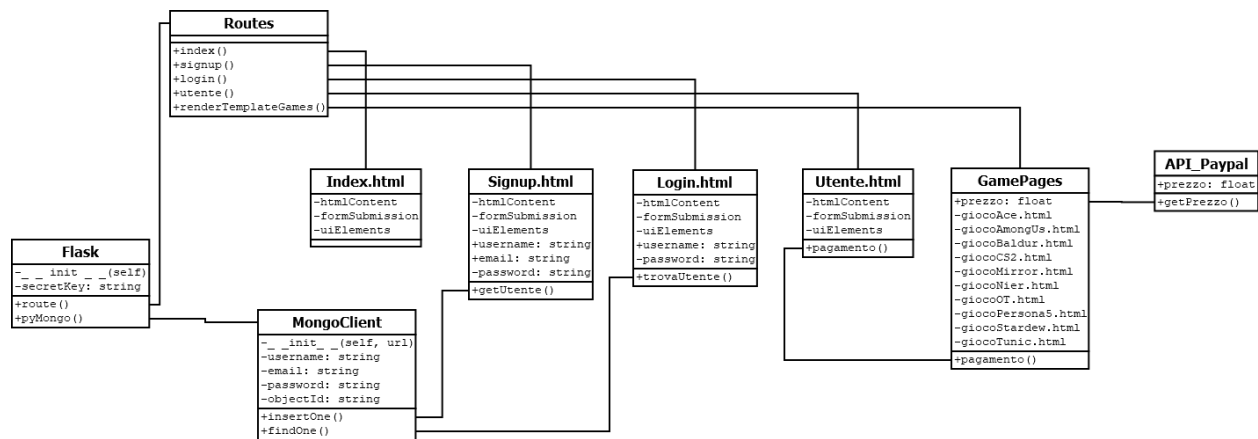 Routes
+index()
+signup()
+login()
+utente()
+renderTemplateGames()
Index.html
-htmlContent
-formSubmission
-uiElements
Signup.html
-htmlContent
-formSubmission
-uiElements
+username: string
+email: string
-password: string
+getUtente()
Login.html
-htmlContent
-formSubmission
-uiElements
+username: string
-password: string
+trovaUtente()
Utente.html
-htmlContent
-formSubmission
-uiElements
+pagamento()
GamePages
+prezzo: float
-giocoAce.html
-giocoAmongUs.html
-giocoBaldur.html
-giocoCS2.html
-giocoMirror.html
-giocoNier.html
-giocoOT.html
-giocoPersona5.html
-giocoStardew.html
-giocoTunic.html
+pagamento()
API_Paypal
+prezzo: float
+getPrezzo()
Flask
-_ _ init _ _(self)
-secretKey: string
+route()
+pyMongo()
MongoClient
-_ _init_ _(self, url)
-username: string
-email: string
-password: string
-objectId: string
+insertOne()
+findOne()